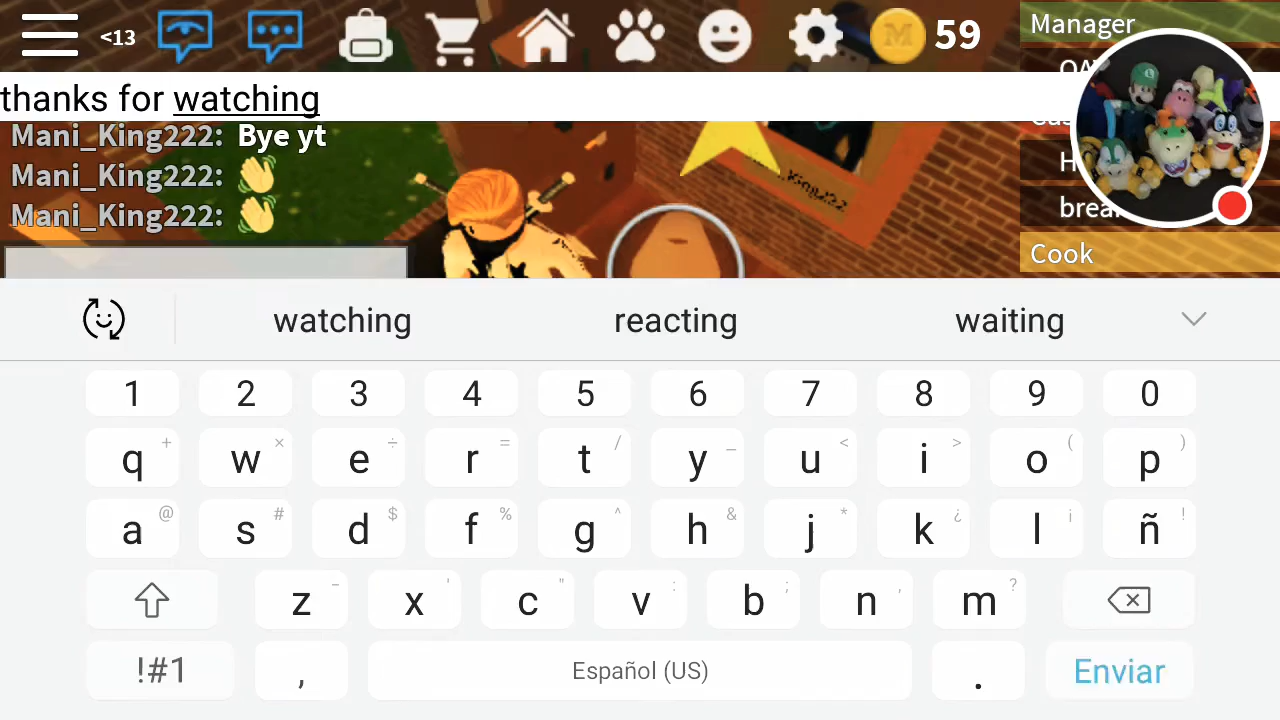 <13
59
Manager
thanks for watching
Mani_King222: Bye yt
Mani_King222: 👋
Mani_King222: 👋
Cook
watching
reacting
waiting
1 2 3 4 5 6 7 8 9 0
q + w × e ÷ r = t / y _ u < i > o ( p )
a @ s # d $ f % g ^ h & j * k ¿ l ¡ ñ !
z - x ' c " v : b ; n , m ?
!#1 , Español (US) . Enviar